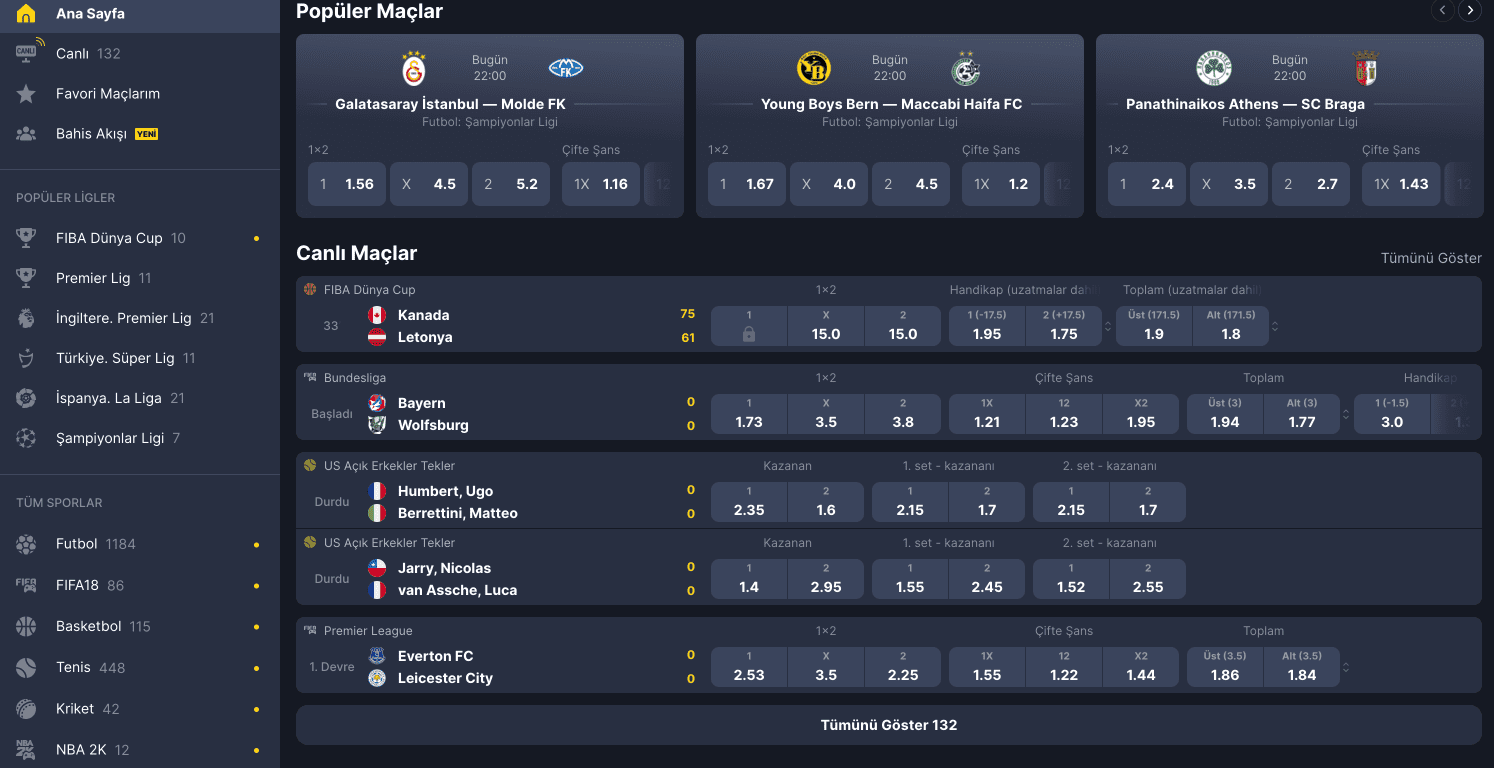 Ana Sayfa
CANLI
Canlı 132
Favori Maçlarım
Bahis Akışı YENİ
POPÜLER LİGLER
FIBA Dünya Cup 10
Premier Lig 11
İngiltere. Premier Lig 21
Türkiye. Süper Lig 11
İspanya. La Liga 21
Şampiyonlar Ligi 7
TÜM SPORLAR
Futbol 1184
FIFA FIFA18 86
Basketbol 115
Tenis 448
Kriket 42
NBA 2K NBA 2K 12
Popüler Maçlar
Bugün
22:00
Galatasaray İstanbul — Molde FK
Futbol: Şampiyonlar Ligi
1×2 Çifte Şans
1 1.56 X 4.5 2 5.2 1X 1.16 12
Bugün
22:00
Young Boys Bern — Maccabi Haifa FC
Futbol: Şampiyonlar Ligi
1×2 Çifte Şans
1 1.67 X 4.0 2 4.5 1X 1.2 12
Bugün
22:00
Panathinaikos Athens — SC Braga
Futbol: Şampiyonlar Ligi
1×2 Çifte Şans
1 2.4 X 3.5 2 2.7 1X 1.43 12
Canlı Maçlar
Tümünü Göster
FIBA Dünya Cup 1×2 Handikap (uzatmalar dahil Toplam (uzatmalar dahil
33
Kanada 75
Letonya 61
1 X 2 1 (-17.5) 2 (+17.5) Üst (171.5) Alt (171.5)
15.0 15.0 1.95 1.75 1.9 1.8
Bundesliga 1×2 Çifte Şans Toplam Handikap
Başladı
Bayern 0
Wolfsburg 0
1 X 2 1X 12 X2 Üst (3) Alt (3) 1 (-1.5)
1.73 3.5 3.8 1.21 1.23 1.95 1.94 1.77 3.0
US Açık Erkekler Tekler Kazanan 1. set - kazananı 2. set - kazananı
Durdu
Humbert, Ugo 0
Berrettini, Matteo 0
1 2 1 2 1 2
2.35 1.6 2.15 1.7 2.15 1.7
US Açık Erkekler Tekler Kazanan 1. set - kazananı 2. set - kazananı
Durdu
Jarry, Nicolas 0
van Assche, Luca 0
1 2 1 2 1 2
1.4 2.95 1.55 2.45 1.52 2.55
Premier League 1×2 Çifte Şans Toplam
1. Devre
Everton FC 0
Leicester City 0
1 X 2 1X 12 X2 Üst (3.5) Alt (3.5)
2.53 3.5 2.25 1.55 1.22 1.44 1.86 1.84
Tümünü Göster 132